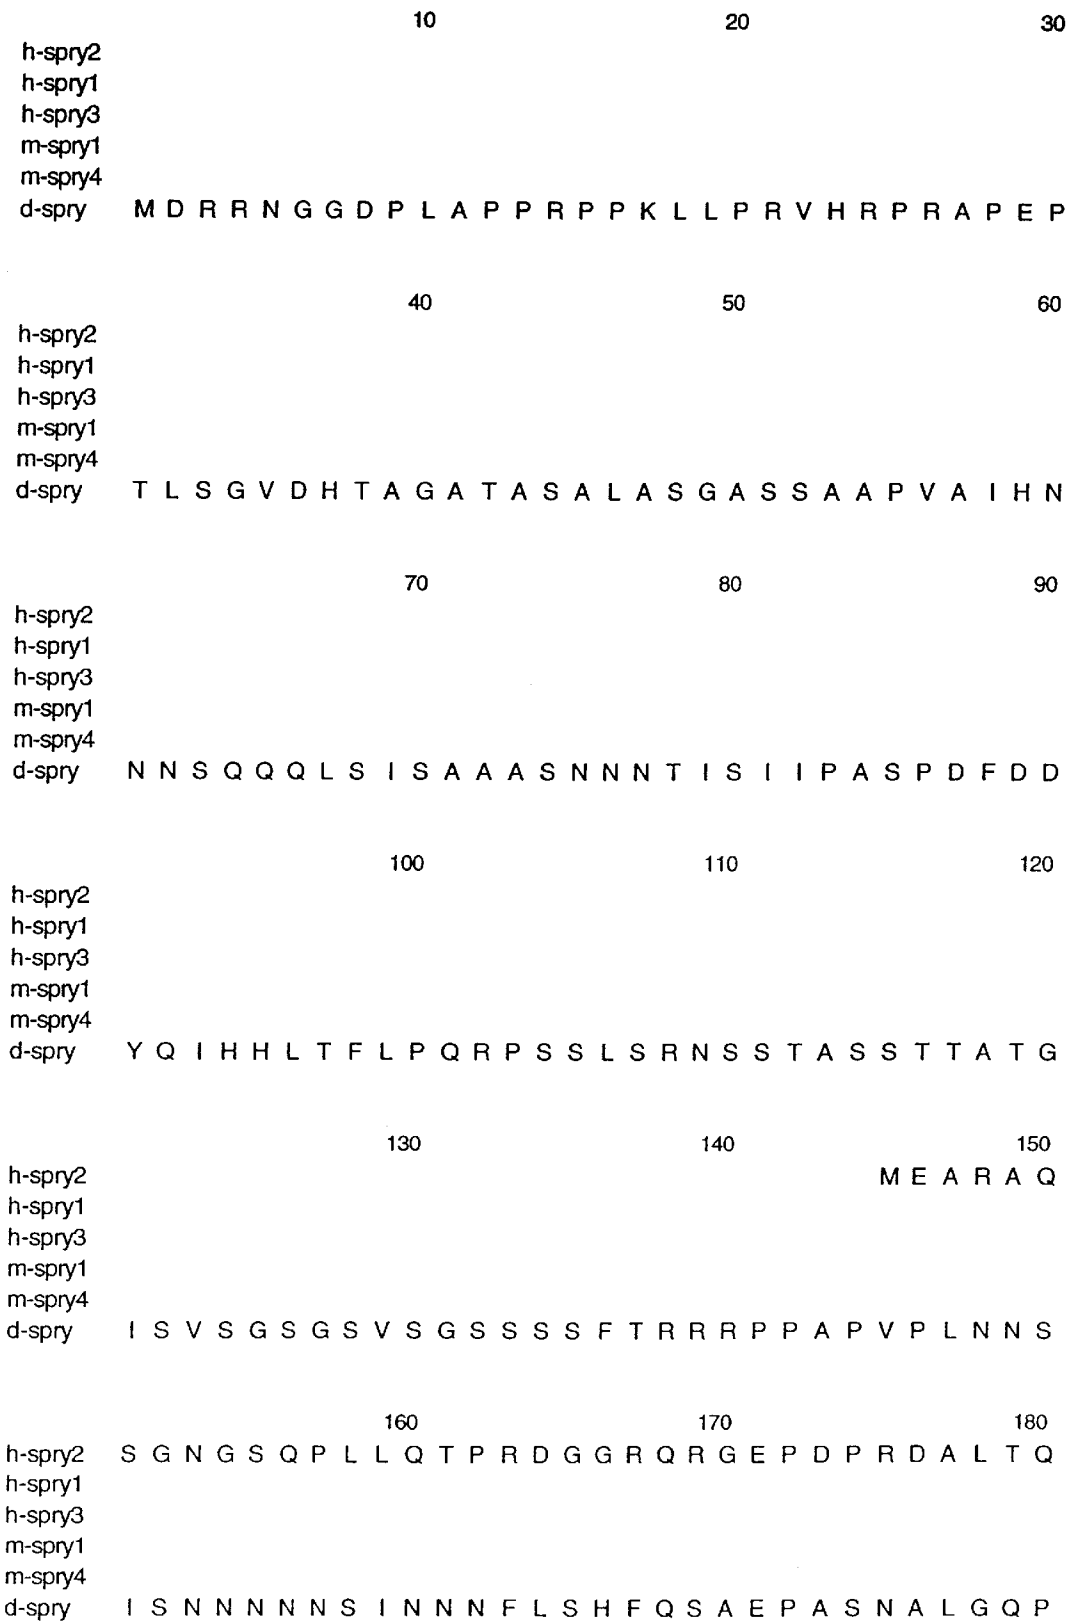 10 20 30
h-spry2
h-spry1
h-spry3
m-spry1
m-spry4
d-spry M D R R N G G D P L A P P R P P K L L P R V H R P R A P E P
40 50 60
h-spry2
h-spry1
h-spry3
m-spry1
m-spry4
d-spry T L S G V D H T A G A T A S A L A S G A S S A A P V A I H N
70 80 90
h-spry2
h-spry1
h-spry3
m-spry1
m-spry4
d-spry N N S Q Q Q L S I S A A A S N N N T I S I I P A S P D F D D
100 110 120
h-spry2
h-spry1
h-spry3
m-spry1
m-spry4
d-spry Y Q I H H L T F L P Q R P S S L S R N S S T A S S T T A T G
130 140 150
h-spry2 M E A R A Q
h-spry1
h-spry3
m-spry1
m-spry4
d-spry I S V S G S G S V S G S S S S F T R R R P P A P V P L N N S
160 170 180
h-spry2 S G N G S Q P L L Q T P R D G G R Q R G E P D P R D A L T Q
h-spry1
h-spry3
m-spry1
m-spry4
d-spry I S N N N N N S I N N N F L S H F Q S A E P A S N A L G Q P